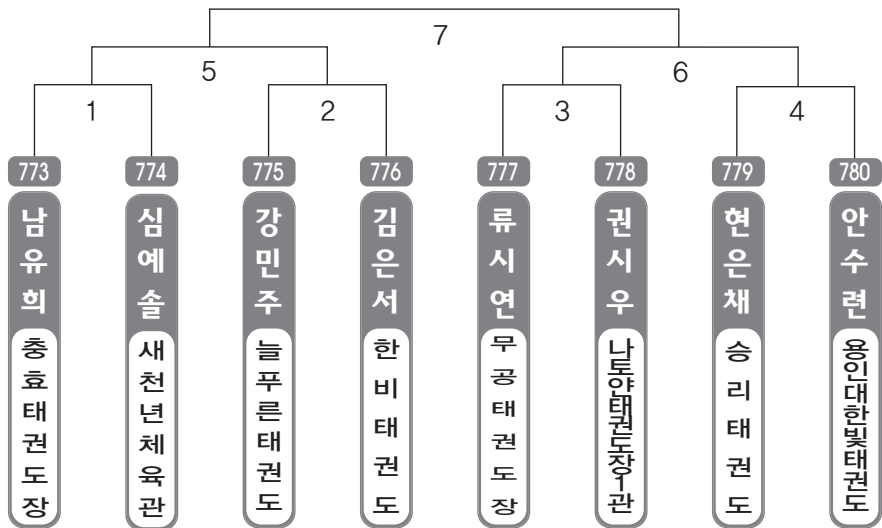 7
5
6
1
2
3
4
773
774
775
776
777
778
779
780
남유희
심예솔
강민주
김은서
류시연
권시우
현은채
안수련
충효태권도장
새천년체육관
늘푸른태권도
한비태권도
무공태권도장
나토얀태권도장1관
승리태권도
용인대한빛태권도